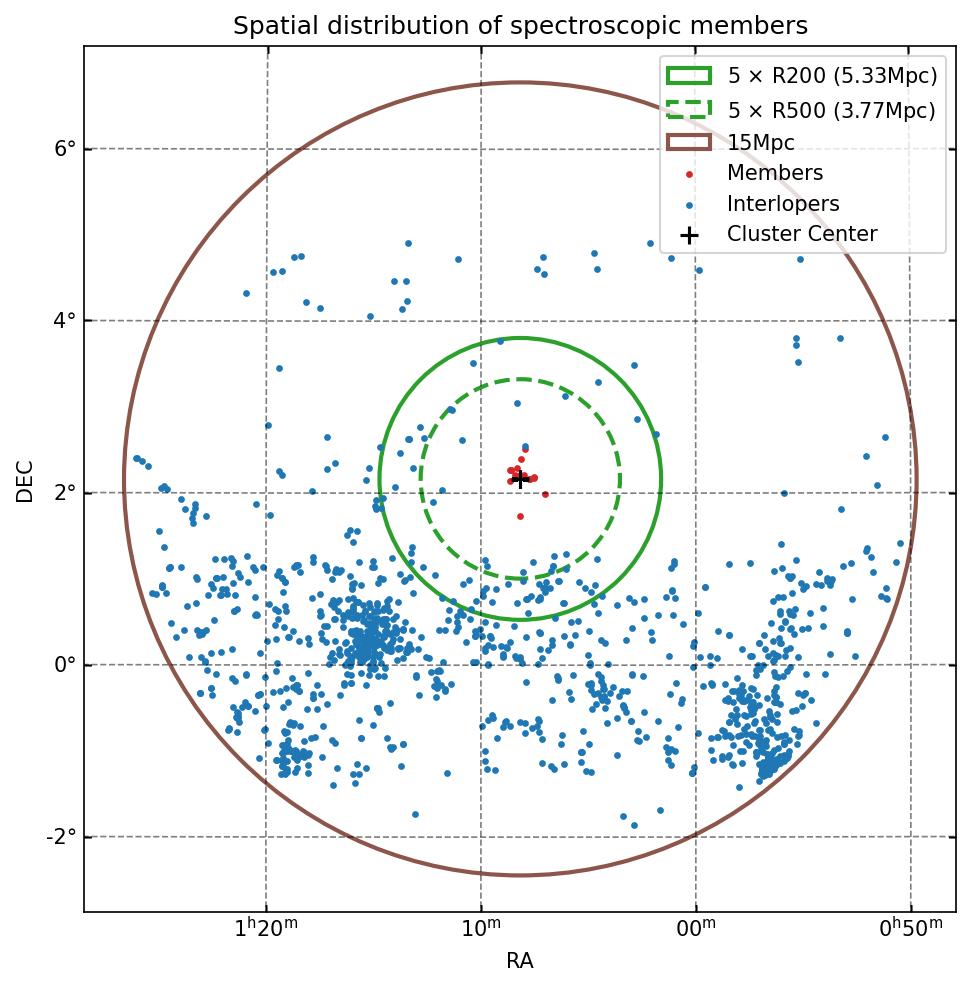 Spatial distribution of spectroscopic members
5 × R200 (5.33Mpc)
5 × R500 (3.77Mpc)
15Mpc
Members
Interlopers
Cluster Center
6°
4°
2°
0°
-2°
DEC
1ʰ20ᵐ 10ᵐ 00ᵐ 0ʰ50ᵐ
RA